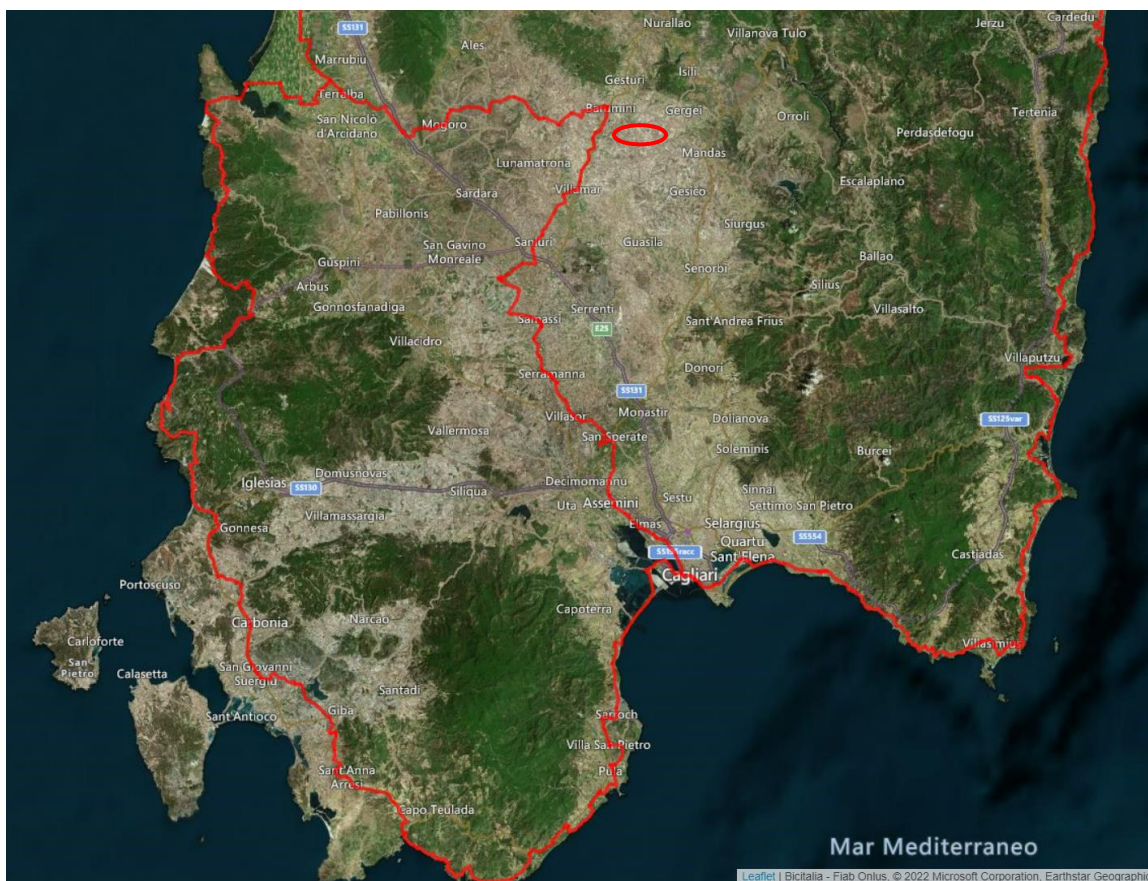 Nurallao
Cardedu
SS131
Jerzu
Villanova Tulo
Ales
Marrubiu
Isili
Gesturi
Terralba
Barumini
Gergei
Tertenia
San Nicolò
d'Arcidano
Mogoro
Orroli
Perdasdefogu
Mandas
Lunamatrona
Escalaplano
Sardara
Villamar
Gesico
Pabillonis
Siurgus
San Gavino
Monreale
Sanluri
Guasila
Ballao
Guspini
Senorbì
Arbus
Silius
Gonnosfanadiga
Serrenti
Villasalto
Samassi
Sant'Andrea Frius
E25
Villacidro
Villaputzu
Serramanna
Donori
SS131
Villasor
Monastir
Dolianova
SS125var
Vallermosa
San Sperate
Soleminis
Burcei
Domusnovas
Iglesias
SS130
Siliqua
Decimomannu
Sinnai
Uta
Assemini
Sestu
Settimo San Pietro
Villamassargia
Gonnesa
Elmas
Selargius
Quartu
Sant'Elena
SS554
Castiadas
Cagliari
Portoscuso
Capoterra
Narcao
Carbonia
Carloforte
Villasimius
San
Pietro
Calasetta
San Giovanni
Suergiu
Santadi
Sant'Antioco
Giba
Sarroch
Villa San Pietro
Sant'Anna
Arresi
Pula
Capo Teulada
Mar Mediterraneo
Leaflet | Bicitalia - Fiab Onlus, © 2022 Microsoft Corporation, Earthstar Geographi